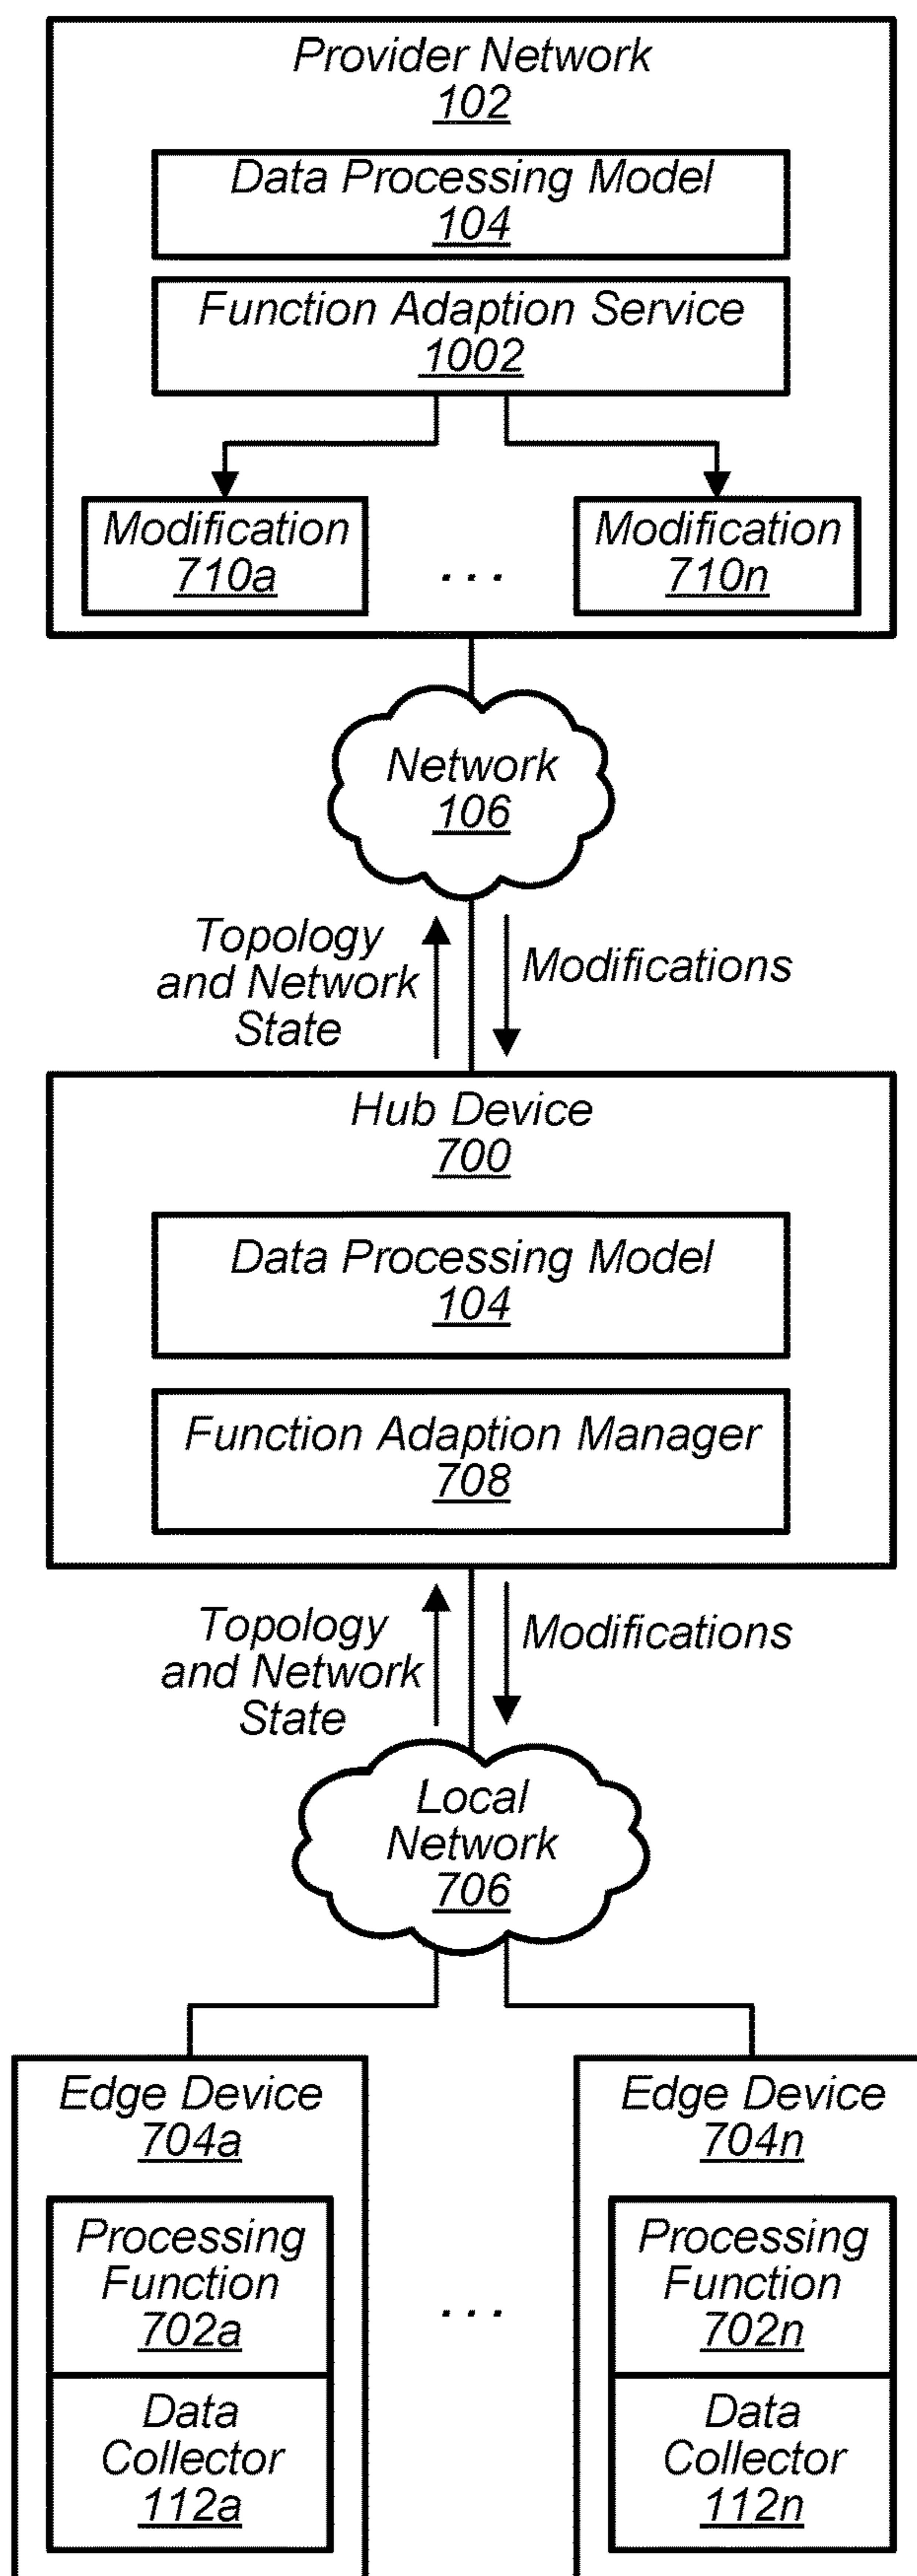 Provider Network
102
Data Processing Model
104
Function Adaption Service
1002
Modification
710a
...
Modification
710n
Network
106
Topology
and Network
State
Modifications
Hub Device
700
Data Processing Model
104
Function Adaption Manager
708
Topology
and Network
State
Modifications
Local
Network
706
Edge Device
704a
Processing
Function
702a
Data
Collector
112a
...
Edge Device
704n
Processing
Function
702n
Data
Collector
112n